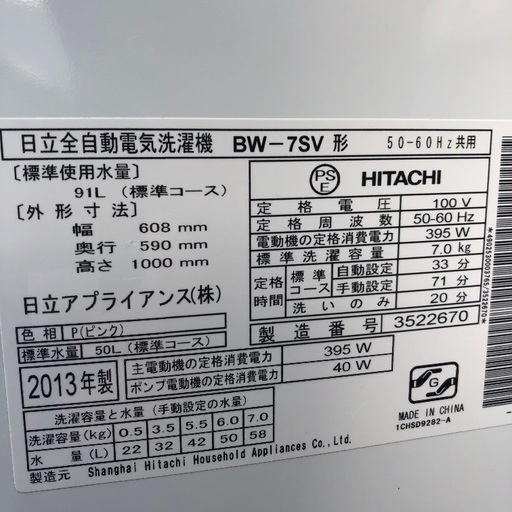 日立全自動電気洗濯機 BW-7SV 形 50-60Hz共用
[標準使用水量]
91L (標準コース)
[外形寸法]
幅 608 mm
奥行 590 mm
高さ 1000 mm
日立アプライアンス(株)
色相 P(ピンク)
標準水量 50L (標準コース)
PSE HITACHI
定格電圧 100 V
定格周波数 50-60 Hz
電動機の定格消費電力 395 W
標準洗濯容量 7.0 kg
定格時間 標準コース 自動設定 33 分
手動設定 71 分
洗いのみ 20 分
製造番号 3522670
2013年製
主電動機の定格消費電力 395 W
ポンプ電動機の定格消費電力 40 W
洗濯容量と水量 (手動設定の水量)
洗濯容量(kg) 0.5 3.5 5.5 6.0 7.0
水量(L) 22 32 42 50 58
製造元 Shanghai Hitachi Household Appliances Co., Ltd.
G
MADE IN CHINA
1CHSD9282-A